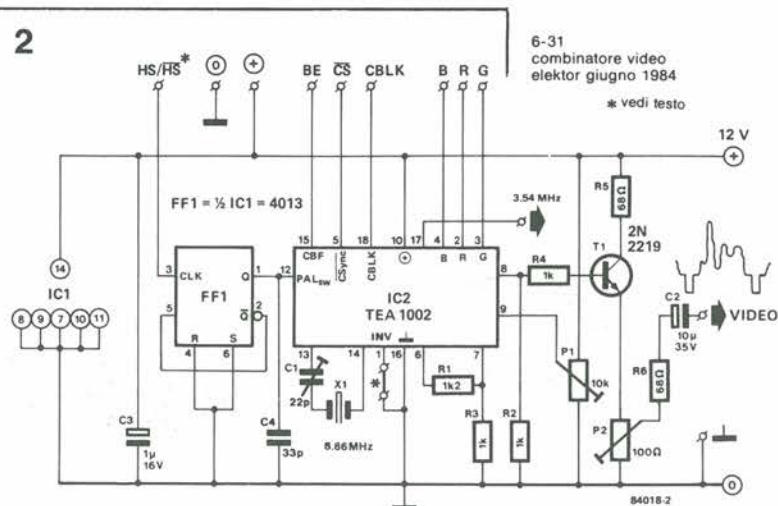 2
6-31
combinatore video
elektor giugno 1984
* vedi testo
HS/H̅S̅*
0
+
BE
C̅S̅
CBLK
B
R
G
12 V
+
FF1 = ½ IC1 = 4013
3.54 MHz
R5
68Ω
2N
2219
T1
14
IC1
8 9 7 10 11
3
CLK
Q
1
5
FF1
Q̅
2
R
S
4
6
15
5
18
10
17
4
2
3
CBF
C̅S̅y̅n̅c̅
CBLK
+
B
R
G
12
PALsw
IC2
TEA 1002
INV
8
9
13
14
1
16
6
7
R4
1k
C2
10µ
35V
VIDEO
P1
10k
R6
68Ω
P2
100Ω
C1
22p
X1
8.86MHz
*
R1
1k2
R3
1k
R2
1k
C3
1µ
16V
C4
33p
0
84018-2